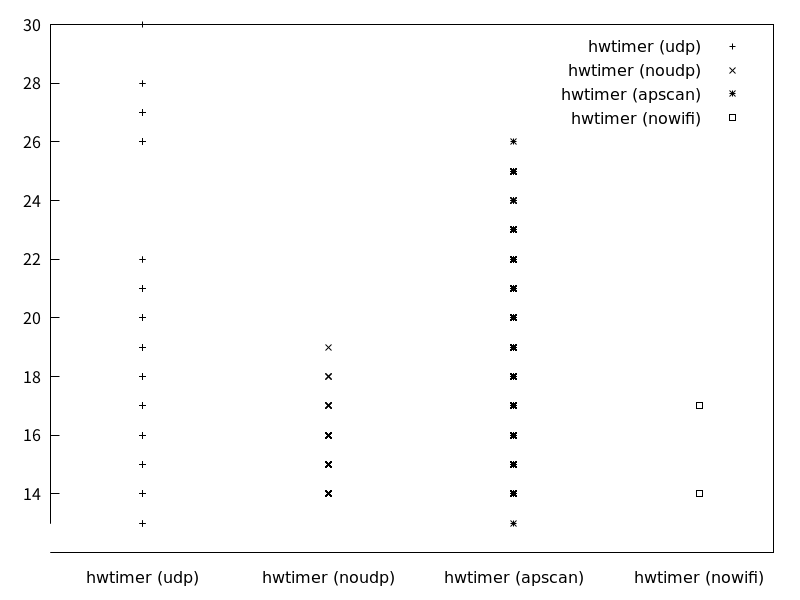 30
28
26
24
22
20
18
16
14
hwtimer (udp)
hwtimer (noudp)
hwtimer (apscan)
hwtimer (nowifi)
hwtimer (udp) hwtimer (noudp) hwtimer (apscan) hwtimer (nowifi)